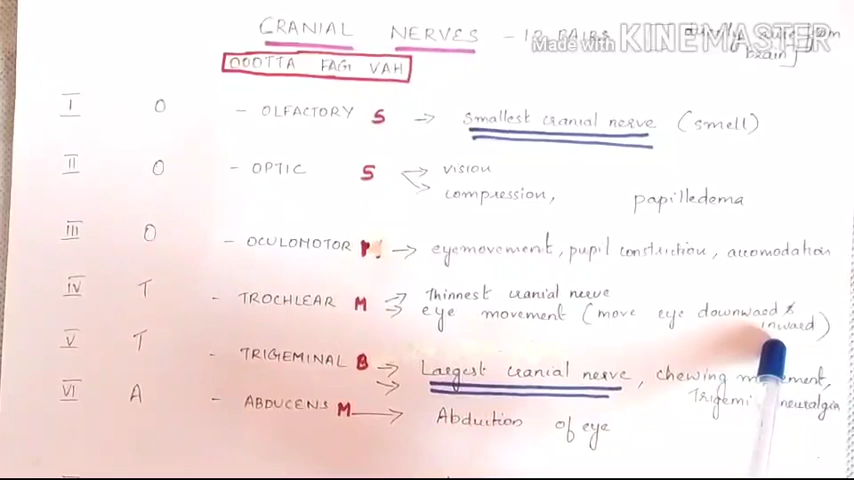 CRANIAL NERVES - 12 PAIRS
Made with KINEMASTER
brain]
OOOTTA FAGI VAH
I O - OLFACTORY S → Smallest cranial nerve (smell)
II O - OPTIC S → vision
→ compression, papilledema
III O - OCULOMOTOR M → eyemovement, pupil constriction, accomodation
IV T - TROCHLEAR M → Thinnest cranial nerve
→ eye movement (move eye downward &
inward)
V T - TRIGEMINAL B → Largest cranial nerve, chewing
→ neuralgia
VI A - ABDUCENS M → Abduction of eye